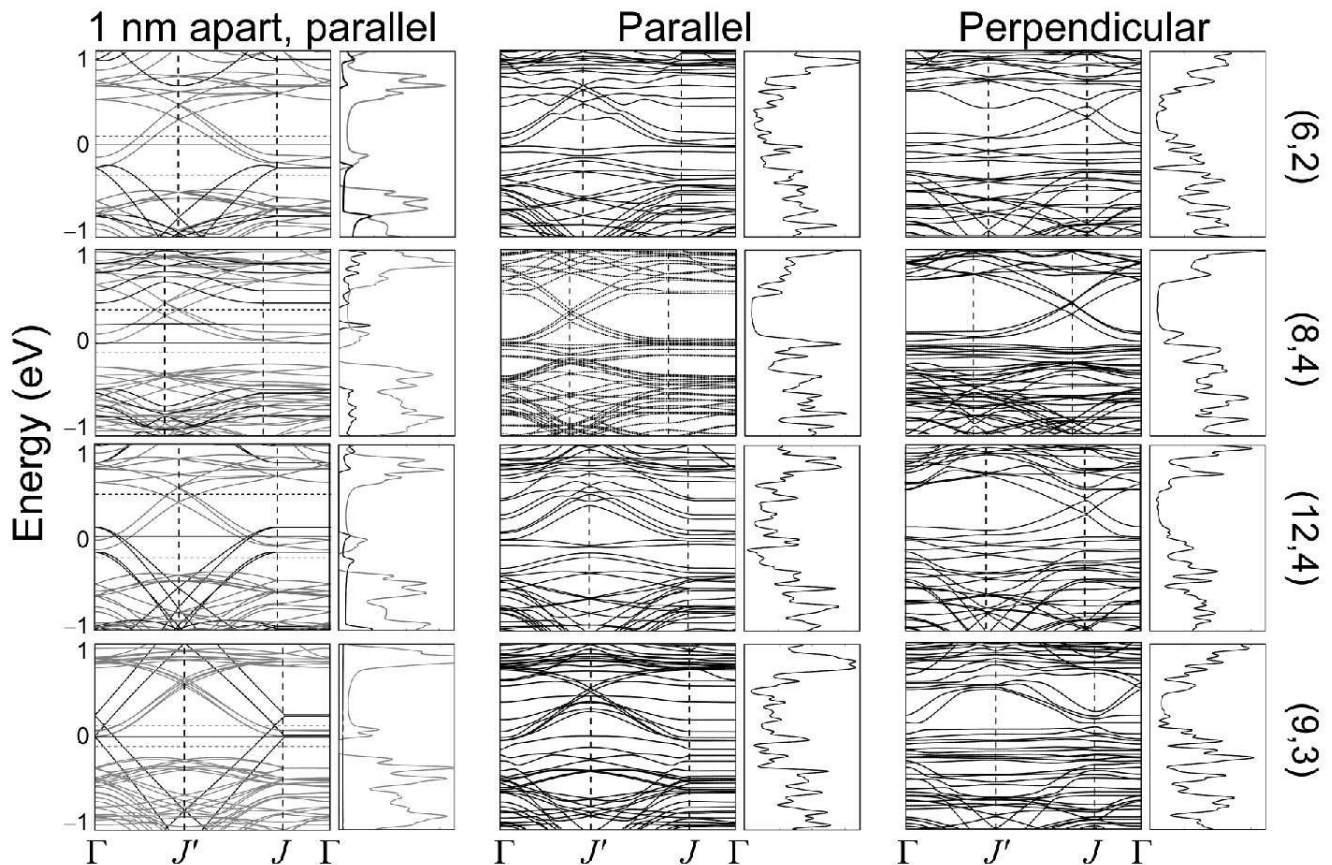 1 nm apart, parallel
Parallel
Perpendicular
Energy (eV)
1
0
−1
(6,2)
1
0
−1
(8,4)
1
0
−1
(12,4)
1
0
−1
(9,3)
Γ J′ J Γ
Γ J′ J Γ
Γ J′ J Γ